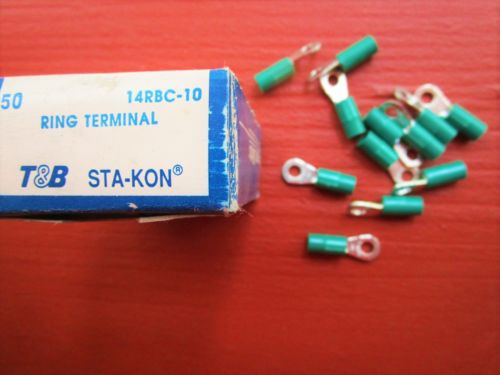 50 14RBC-10
RING TERMINAL
T&B STA-KON®